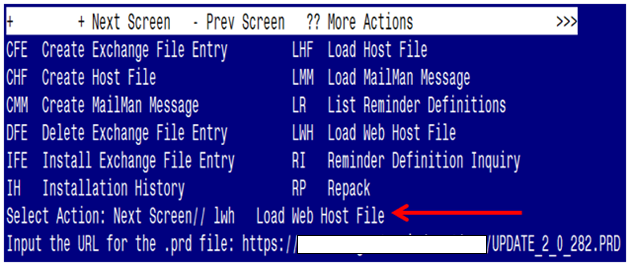 + + Next Screen - Prev Screen ?? More Actions >>>
CFE Create Exchange File Entry LHF Load Host File
CHF Create Host File LMM Load MailMan Message
CMM Create MailMan Message LR List Reminder Definitions
DFE Delete Exchange File Entry LWH Load Web Host File
IFE Install Exchange File Entry RI Reminder Definition Inquiry
IH Installation History RP Repack
Select Action: Next Screen// lwh Load Web Host File
Input the URL for the .prd file: https:// /UPDATE_2_0_282.PRD